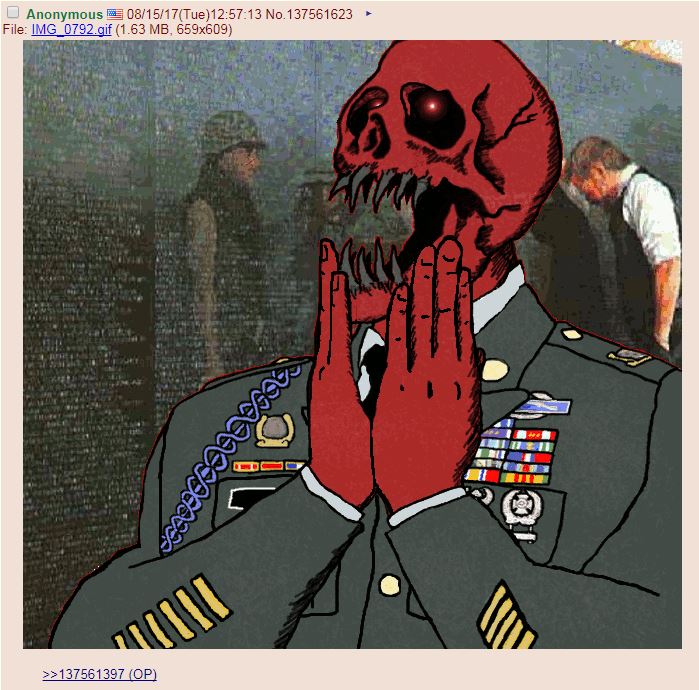 Anonymous 08/15/17(Tue)12:57:13 No.137561623
File: IMG_0792.gif (1.63 MB, 659x609)
>>137561397 (OP)